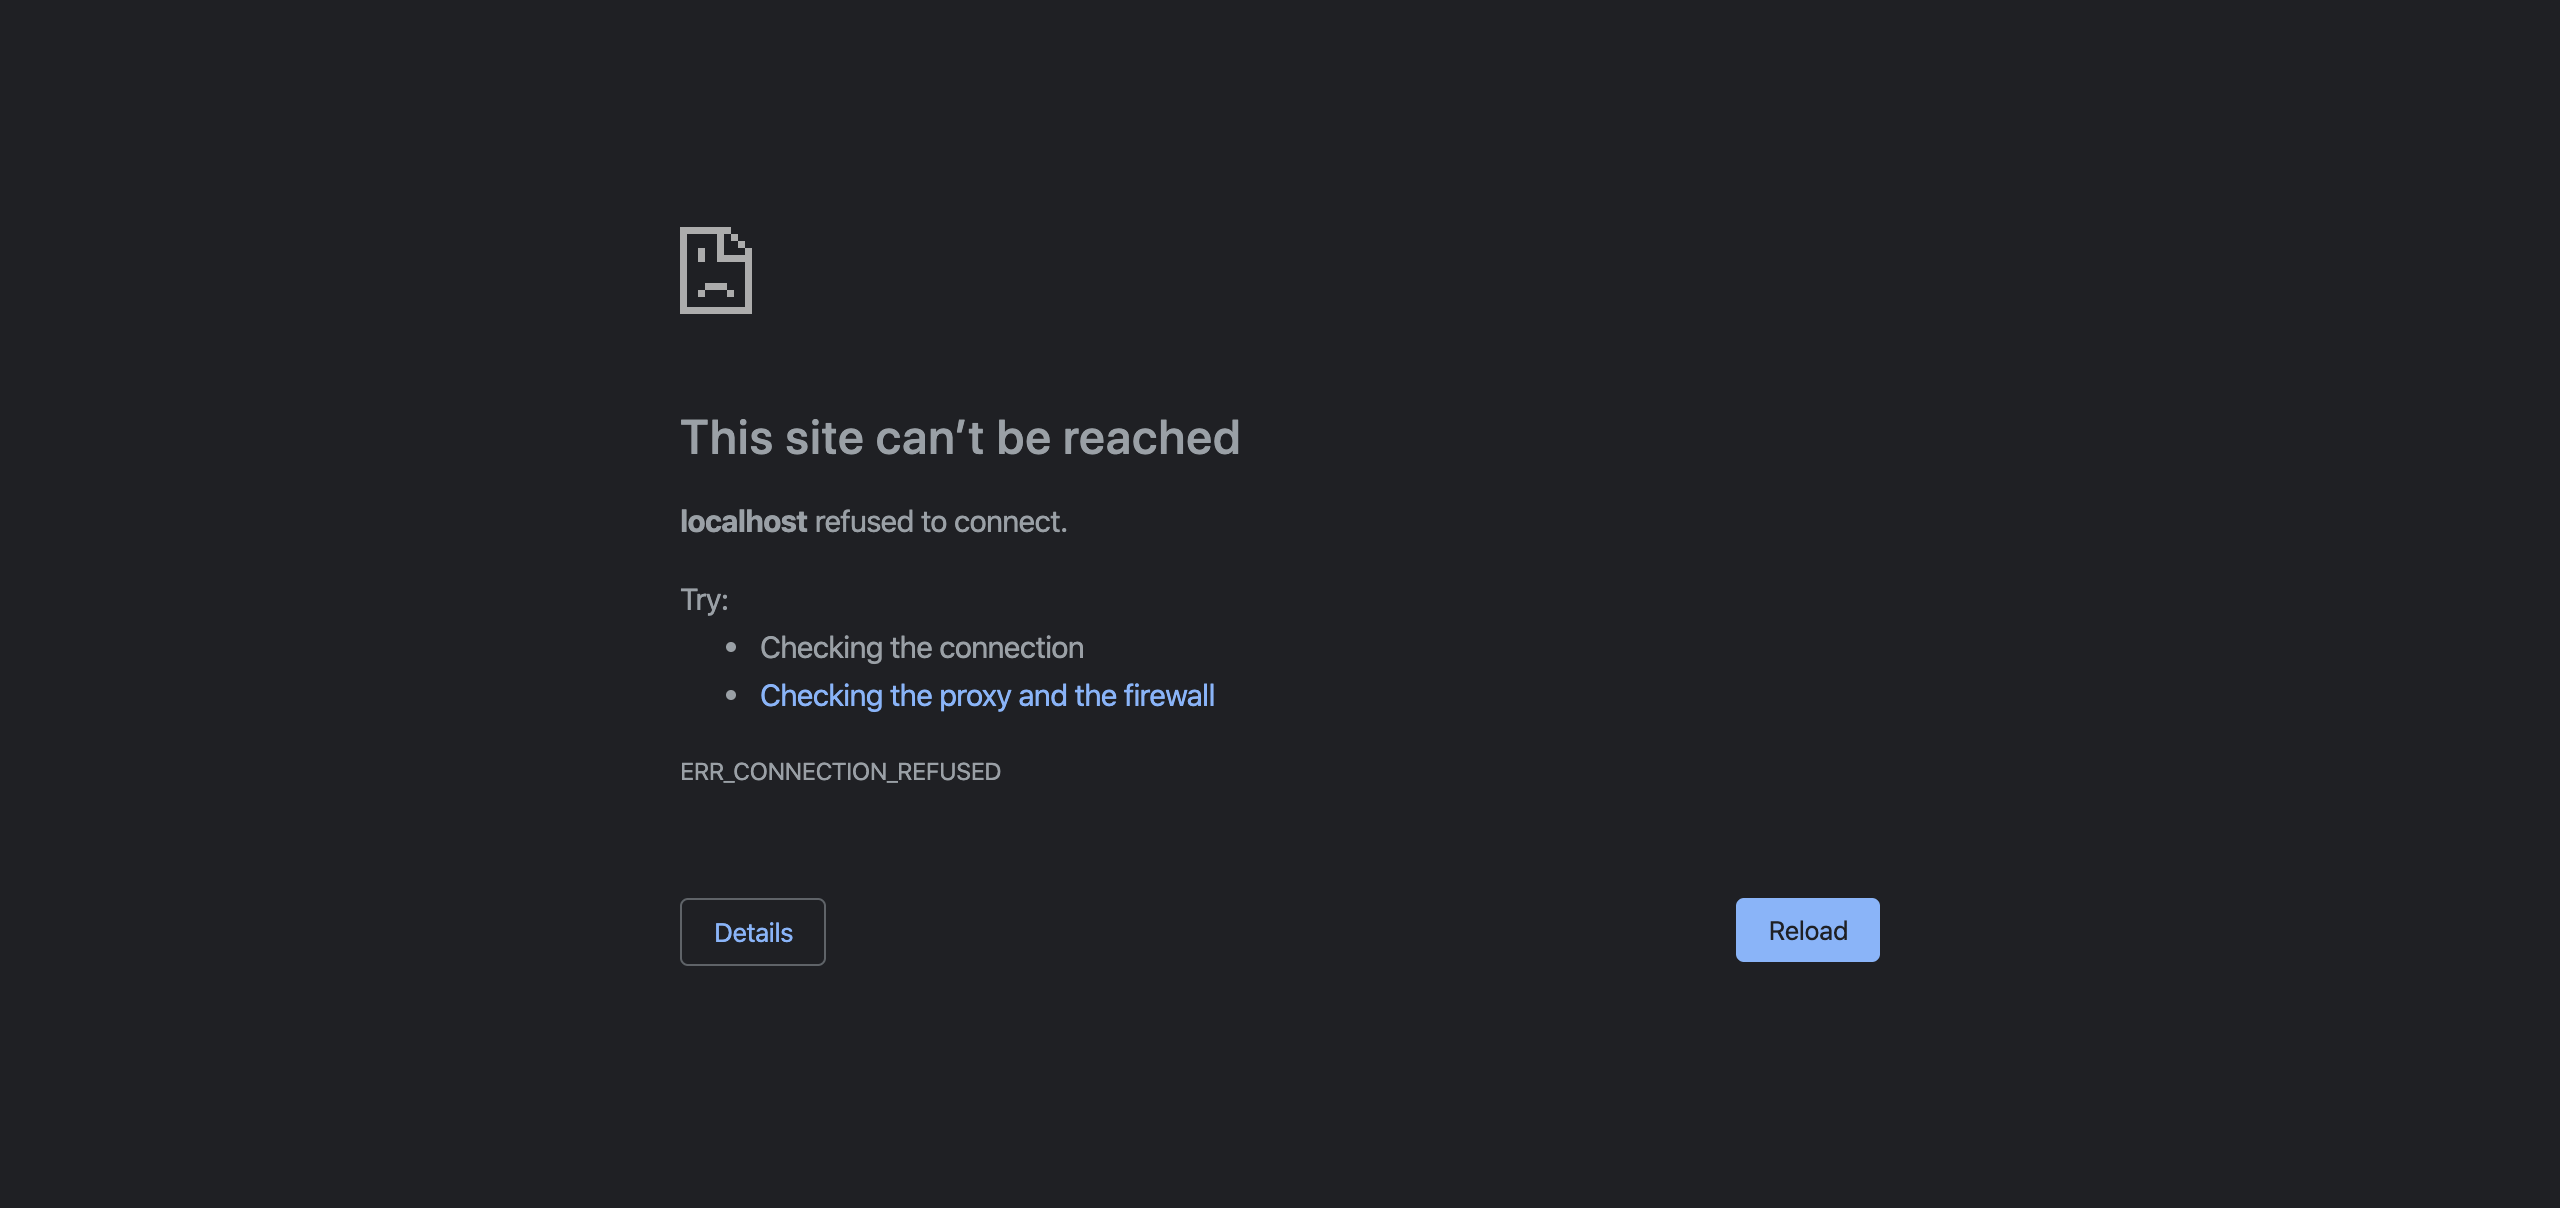 This site can’t be reached
localhost refused to connect.
Try:
• Checking the connection
• Checking the proxy and the firewall
ERR_CONNECTION_REFUSED
Details
Reload